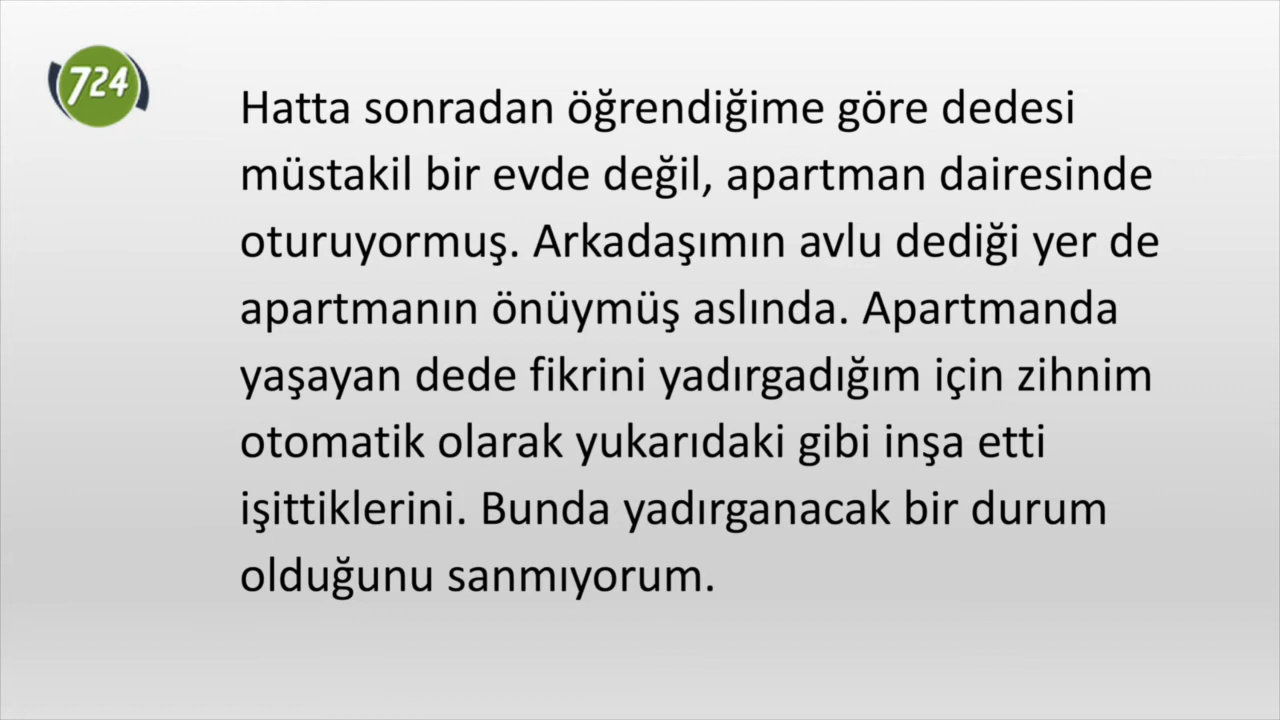 724
Hatta sonradan öğrendiğime göre dedesi
müstakil bir evde değil, apartman dairesinde
oturuyormuş. Arkadaşımın avlu dediği yer de
apartmanın önüymüş aslında. Apartmanda
yaşayan dede fikrini yadırgadığım için zihnim
otomatik olarak yukarıdaki gibi inşa etti
işittiklerini. Bunda yadırganacak bir durum
olduğunu sanmıyorum.